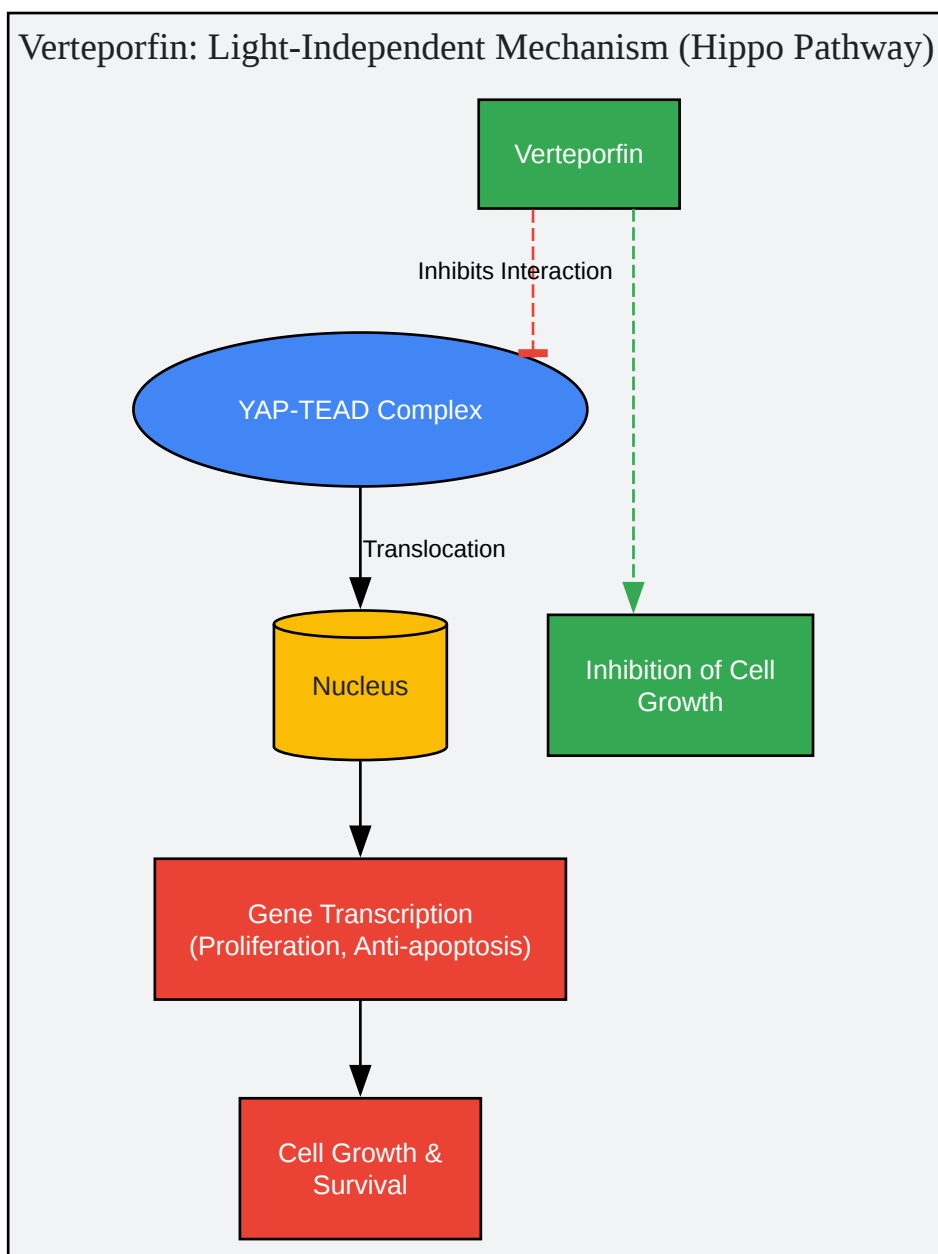 Verteporfin: Light-Independent Mechanism (Hippo Pathway)
Verteporfin
Inhibits Interaction
YAP-TEAD Complex
Translocation
Nucleus
Inhibition of Cell
Growth
Gene Transcription
(Proliferation, Anti-apoptosis)
Cell Growth &
Survival